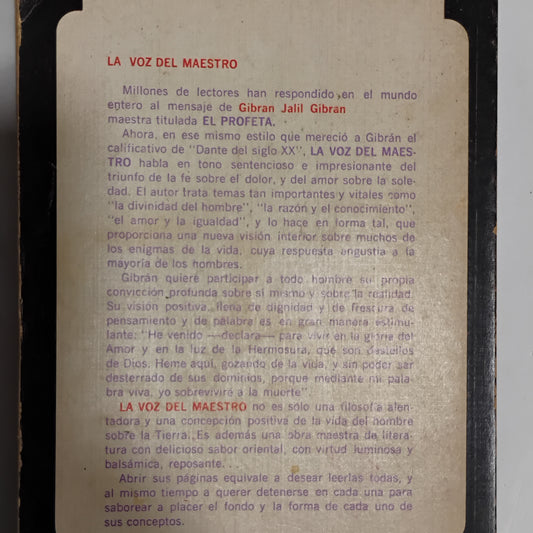 LA VOZ DEL MAESTRO
Millones de lectores han respondido en el mundo
entero al mensaje de Gibran Jalil Gibran
maestra titulada EL PROFETA.
Ahora, en ese mismo estilo que mereció a Gibrán el
calificativo de "Dante del siglo XX", LA VOZ DEL MAES-
TRO habla en tono sentencioso e impresionante del
triunfo de la fe sobre el dolor, y del amor sobre la sole-
dad. El autor trata temas tan importantes y vitales como
"la divinidad del hombre", "la razón y el conocimiento",
"el amor y la igualdad", y lo hace en forma tal, que
proporciona una nueva visión interior sobre muchos de
los enigmas de la vida, cuya respuesta angustia a la
mayoría de los hombres.
Gibrán quiere participar a todo hombre su propia
convicción profunda sobre sí mismo y sobre la realidad.
Su visión positiva, llena de dignidad y de frescura de
pensamiento y de palabra es en gran manera estimu-
lante: "He venido —declara— para vivir en la gloria del
Amor y en la luz de la Hermosura, que son destellos
de Dios. Heme aquí, gozando de la vida, y sin poder ser
desterrado de sus dominios, porque mediante mi pala-
bra viva, yo sobreviviré a la muerte".
LA VOZ DEL MAESTRO no es sólo una filosofía alen-
tadora y una concepción positiva de la vida del hombre
sobre la Tierra. Es además una obra maestra de litera-
tura con delicioso sabor oriental, con virtud luminosa y
balsámica, reposante...
Abrir sus páginas equivale a desear leerlas todas, y
al mismo tiempo a querer detenerse en cada una para
saborear a placer el fondo y la forma de cada uno de
sus conceptos.